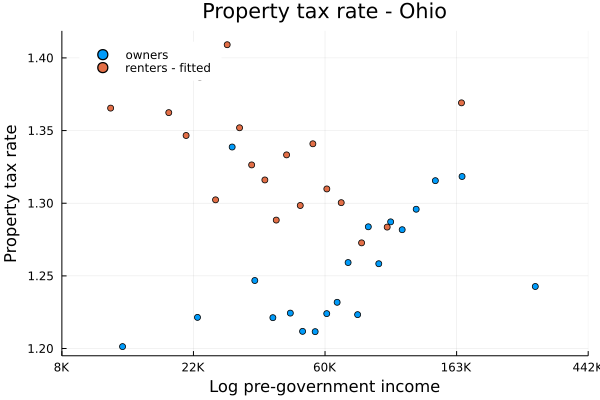 Property tax rate - Ohio
owners
renters - fitted
Property tax rate
1.40
1.35
1.30
1.25
1.20
8K 22K 60K 163K 442K
Log pre-government income